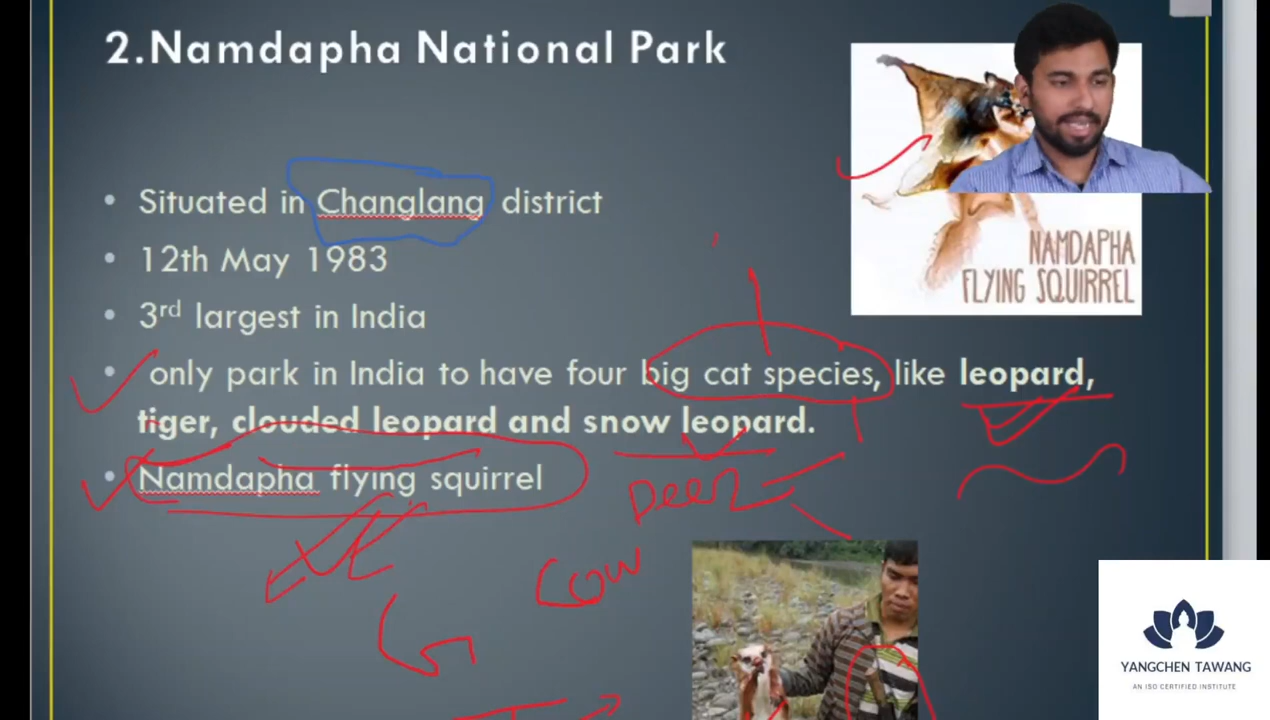 2.Namdapha National Park
• Situated in Changlang district
• 12th May 1983
• 3rd largest in India
• only park in India to have four big cat species, like leopard,
tiger, clouded leopard and snow leopard.
• Namdapha flying squirrel
NAMDAPHA
FLYING SQUIRREL
Deer
Cow
YANGCHEN TAWANG
AN ISO CERTIFIED INSTITUTE